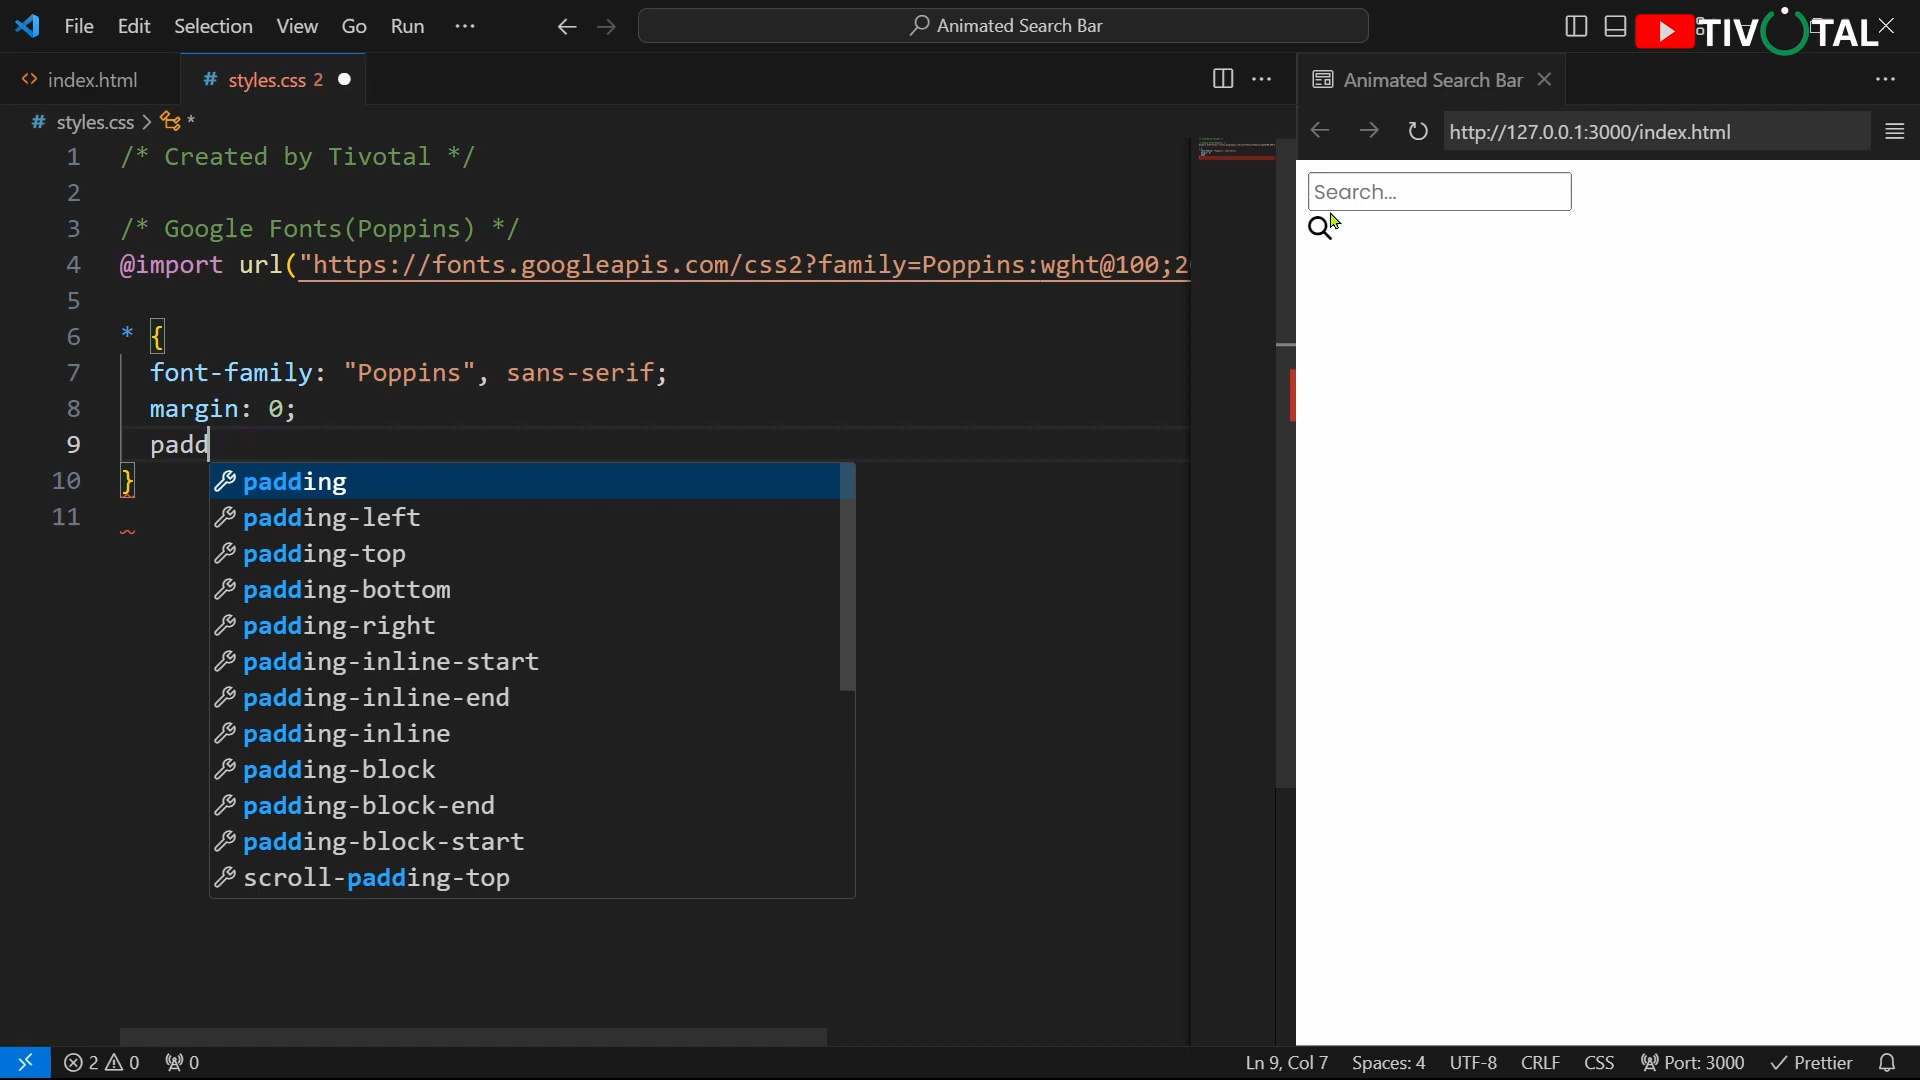 File Edit Selection View Go Run ··· Animated Search Bar TIVOTAL
index.html # styles.css 2 Animated Search Bar
# styles.css > *
http://127.0.0.1:3000/index.html
1 /* Created by Tivotal */
2
3 /* Google Fonts(Poppins) */
4 @import url("https://fonts.googleapis.com/css2?family=Poppins:wght@100;2
5
6 * {
7 font-family: "Poppins", sans-serif;
8 margin: 0;
9 padd
10 }
11
padding
padding-left
padding-top
padding-bottom
padding-right
padding-inline-start
padding-inline-end
padding-inline
padding-block
padding-block-end
padding-block-start
scroll-padding-top
Search...
2 0 0 Ln 9, Col 7 Spaces: 4 UTF-8 CRLF CSS Port: 3000 Prettier